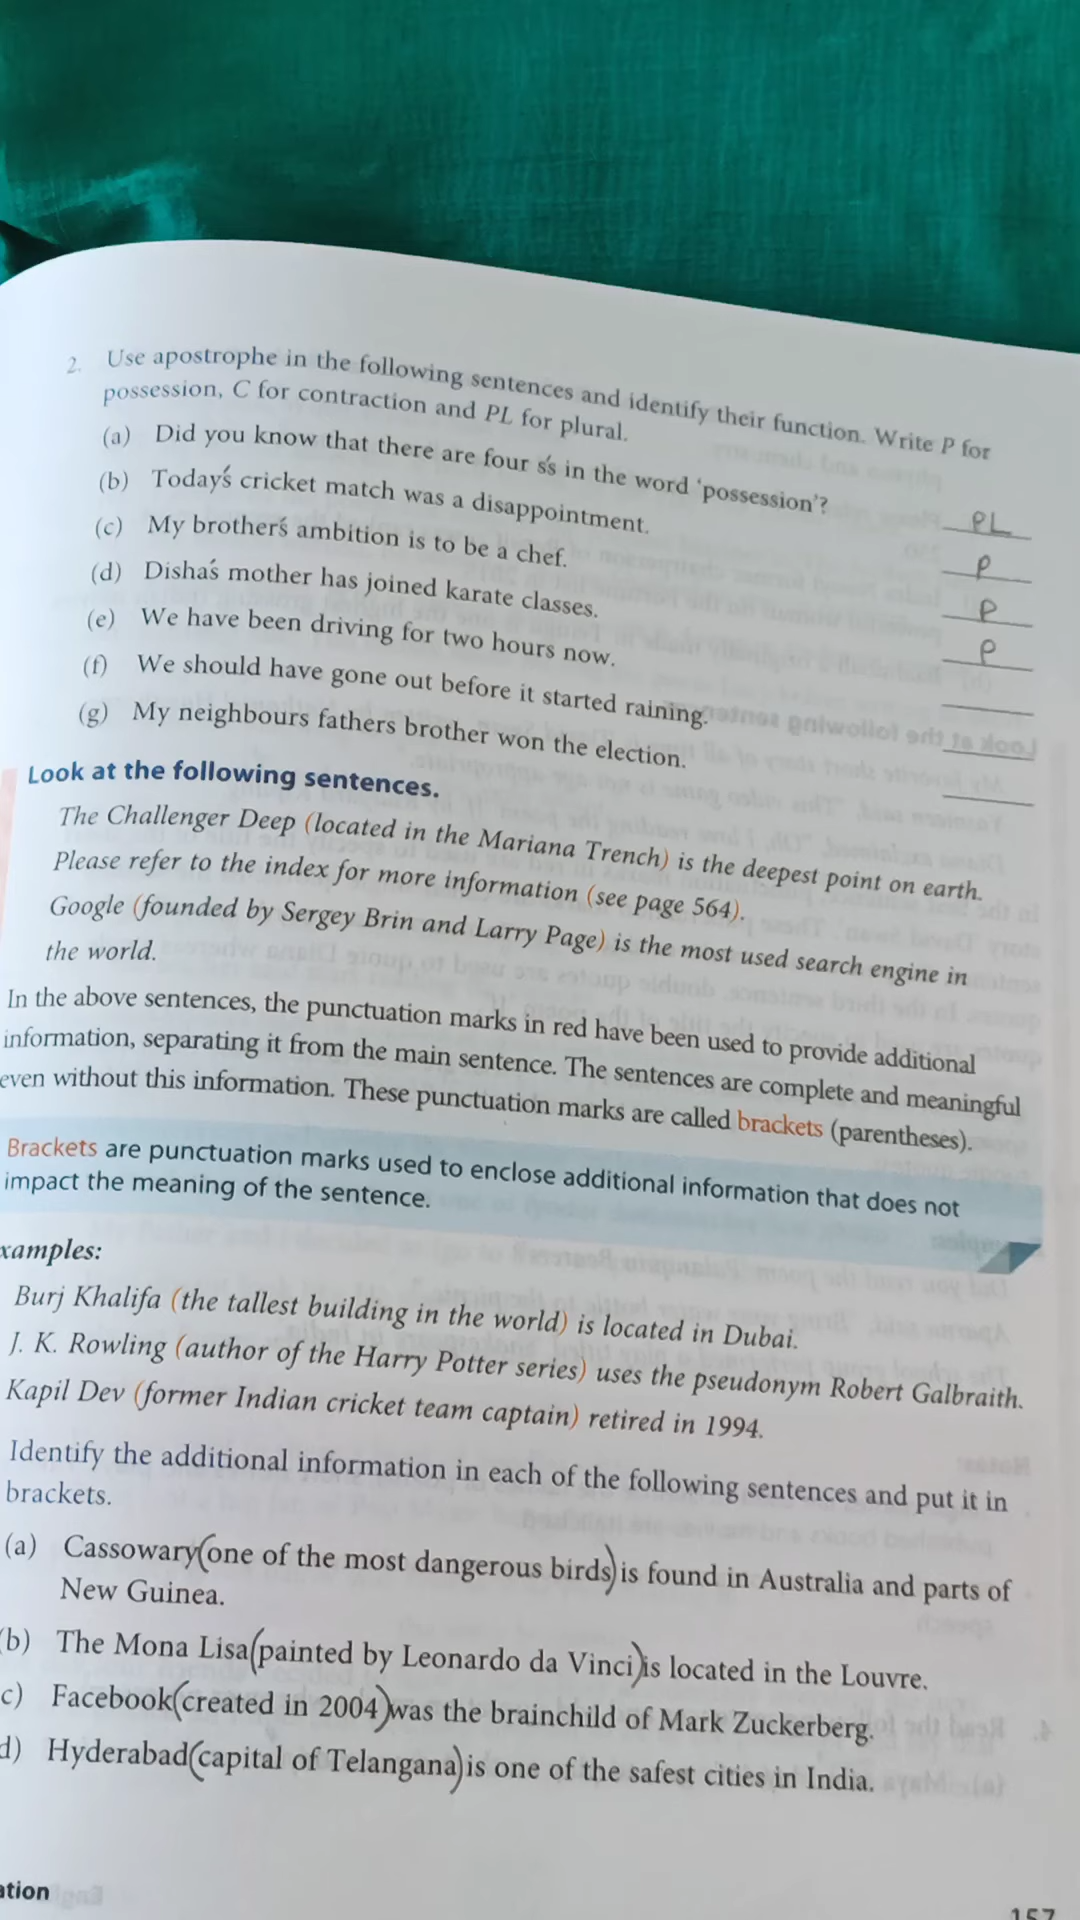 2. Use apostrophe in the following sentences and identify their function. Write P for
possession, C for contraction and PL for plural.
(a) Did you know that there are four s's in the word ‘possession’? PL
(b) Today's cricket match was a disappointment. P
(c) My brother's ambition is to be a chef. P
(d) Disha's mother has joined karate classes. P
(e) We have been driving for two hours now.
(f) We should have gone out before it started raining.
(g) My neighbours fathers brother won the election.
Look at the following sentences.
The Challenger Deep (located in the Mariana Trench) is the deepest point on earth.
Please refer to the index for more information (see page 564).
Google (founded by Sergey Brin and Larry Page) is the most used search engine in
the world.
In the above sentences, the punctuation marks in red have been used to provide additional
information, separating it from the main sentence. The sentences are complete and meaningful
even without this information. These punctuation marks are called brackets (parentheses).
Brackets are punctuation marks used to enclose additional information that does not
impact the meaning of the sentence.
xamples:
Burj Khalifa (the tallest building in the world) is located in Dubai.
J. K. Rowling (author of the Harry Potter series) uses the pseudonym Robert Galbraith.
Kapil Dev (former Indian cricket team captain) retired in 1994.
Identify the additional information in each of the following sentences and put it in
brackets.
(a) Cassowary (one of the most dangerous birds) is found in Australia and parts of
New Guinea.
(b) The Mona Lisa (painted by Leonardo da Vinci) is located in the Louvre.
c) Facebook (created in 2004) was the brainchild of Mark Zuckerberg.
d) Hyderabad (capital of Telangana) is one of the safest cities in India.
ation
157